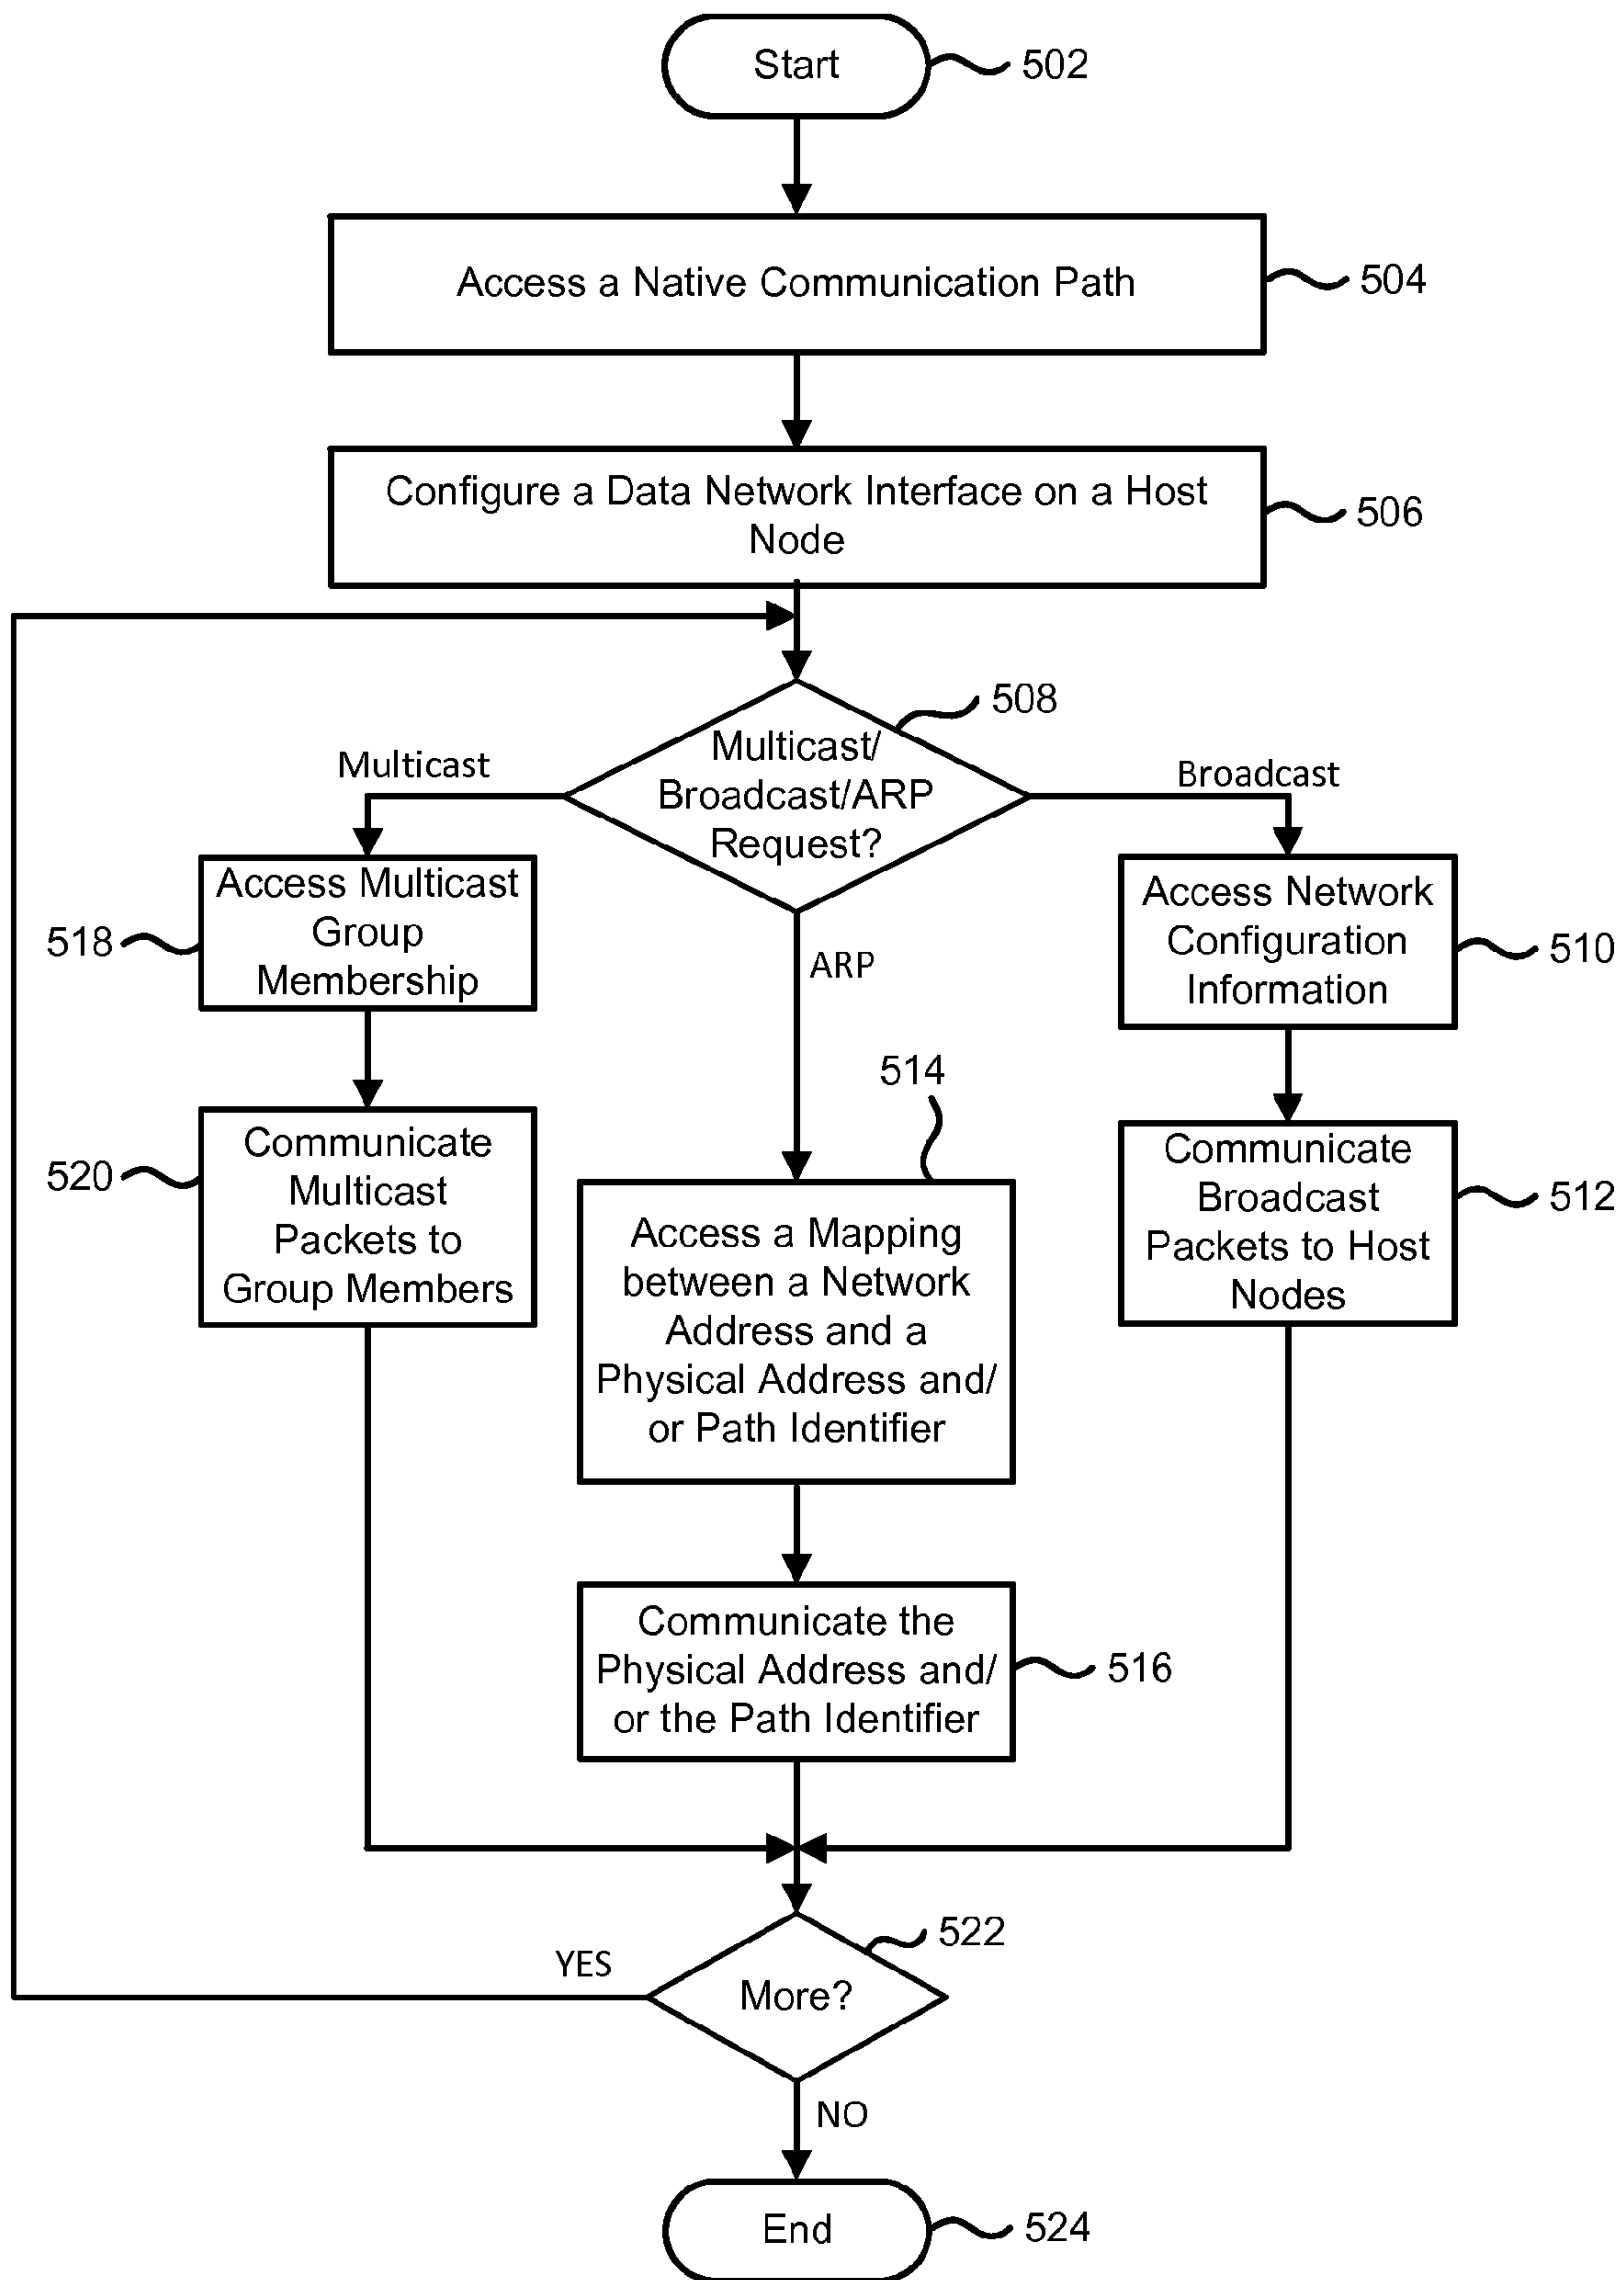 Start
502
Access a Native Communication Path
504
Configure a Data Network Interface on a Host
Node
506
508
Multicast/
Broadcast/ARP
Request?
Multicast
Broadcast
ARP
Access Multicast
Group
Membership
518
Access Network
Configuration
Information
510
Communicate
Multicast
Packets to
Group Members
520
514
Access a Mapping
between a Network
Address and a
Physical Address and/
or Path Identifier
Communicate
Broadcast
Packets to Host
Nodes
512
Communicate the
Physical Address and/
or the Path Identifier
516
522
YES
More?
NO
End
524